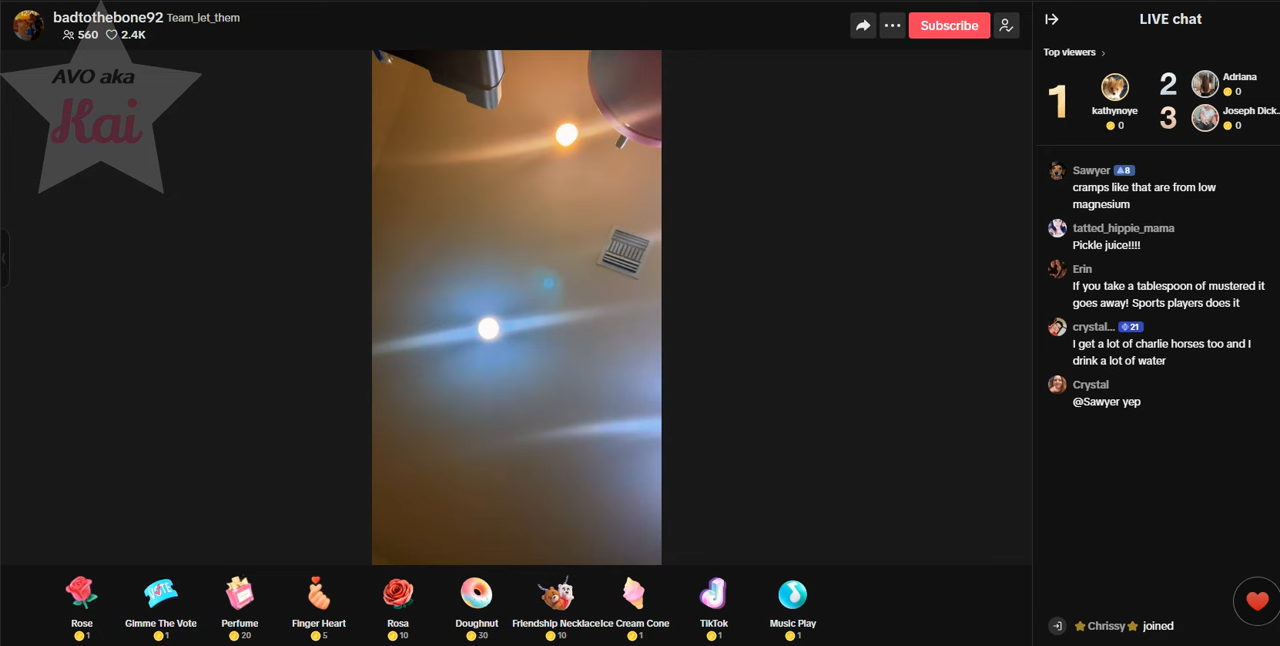 badtothebone92 Team_let_them
560 2.4K
AVO aka
Kai
Subscribe
LIVE chat
Top viewers
1
kathynoye
0
2
Adriana
0
3
Joseph Dick..
0
Sawyer 8
cramps like that are from low
magnesium
tatted_hippie_mama
Pickle juice!!!!
Erin
If you take a tablespoon of mustered it
goes away! Sports players does it
crystal... 21
I get a lot of charlie horses too and I
drink a lot of water
Crystal
@Sawyer yep
Chrissy joined
Rose
1
Gimme The Vote
1
Perfume
20
Finger Heart
5
Rosa
10
Doughnut
30
Friendship Necklace
10
Ice Cream Cone
1
TikTok
1
Music Play
1